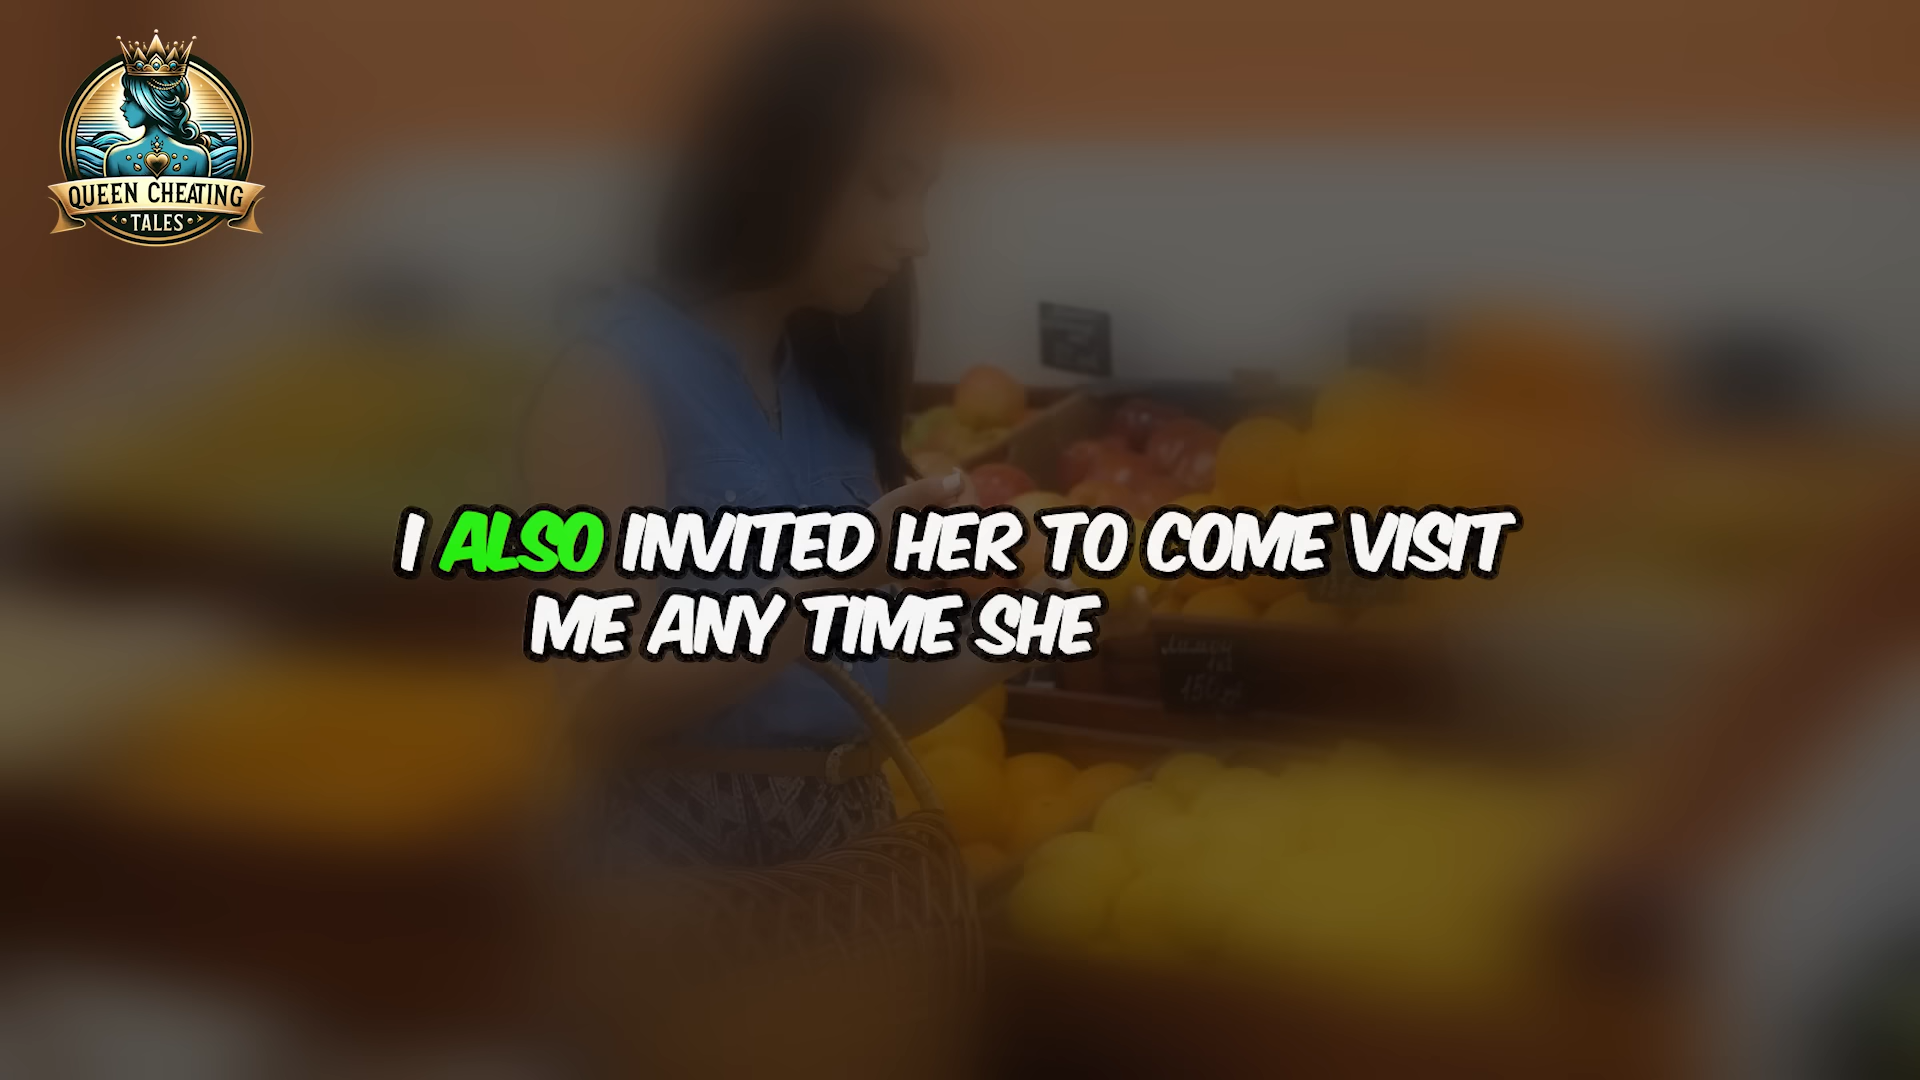 QUEEN CHEATING
TALES
I ALSO INVITED HER TO COME VISIT
ME ANY TIME SHE